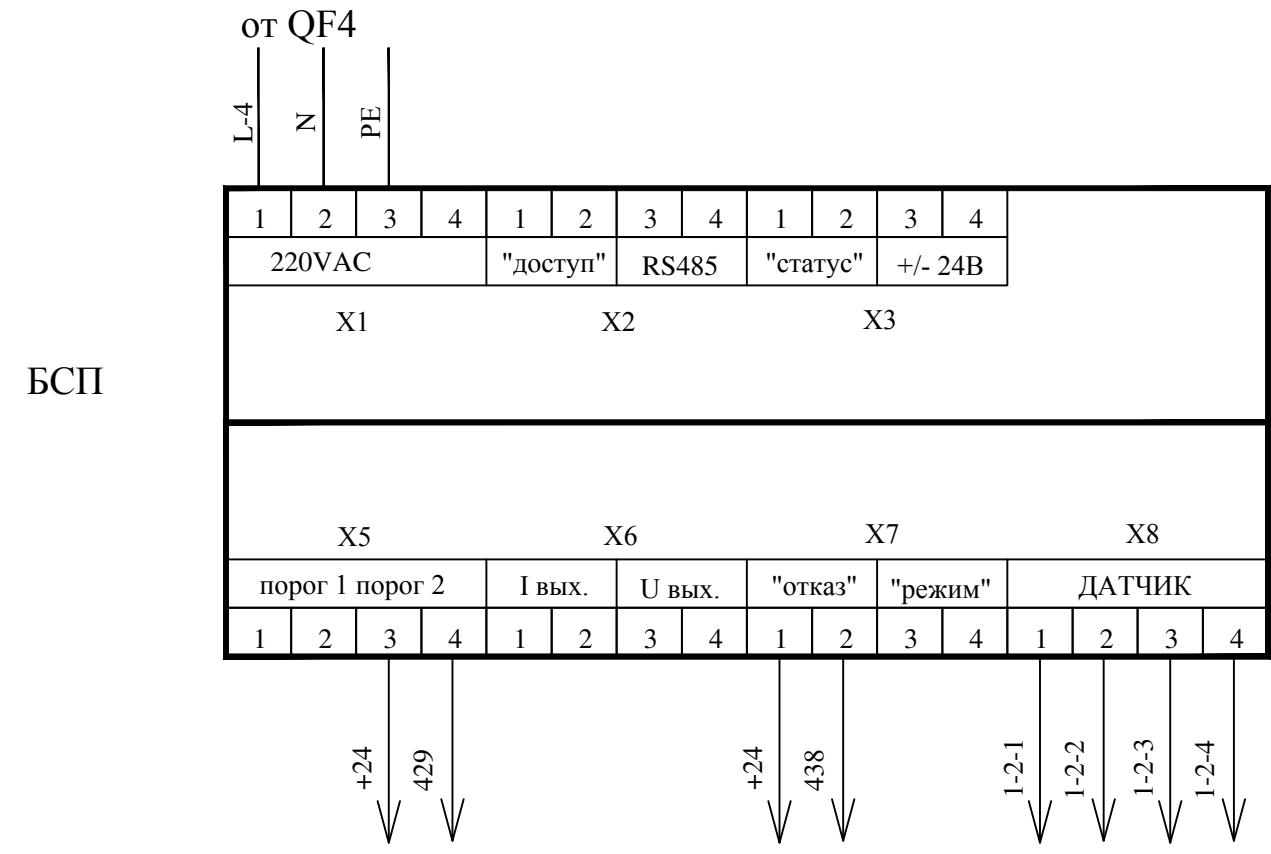 от QF4
L-4 N PE
1 2 3 4 1 2 3 4 1 2 3 4
220VAC "доступ" RS485 "статус" +/- 24В
X1 X2 X3
БСП
X5 X6 X7 X8
порог 1 порог 2 I вых. U вых. "отказ" "режим" ДАТЧИК
1 2 3 4 1 2 3 4 1 2 3 4 1 2 3 4
+24 429 +24 438 1-2-1 1-2-2 1-2-3 1-2-4